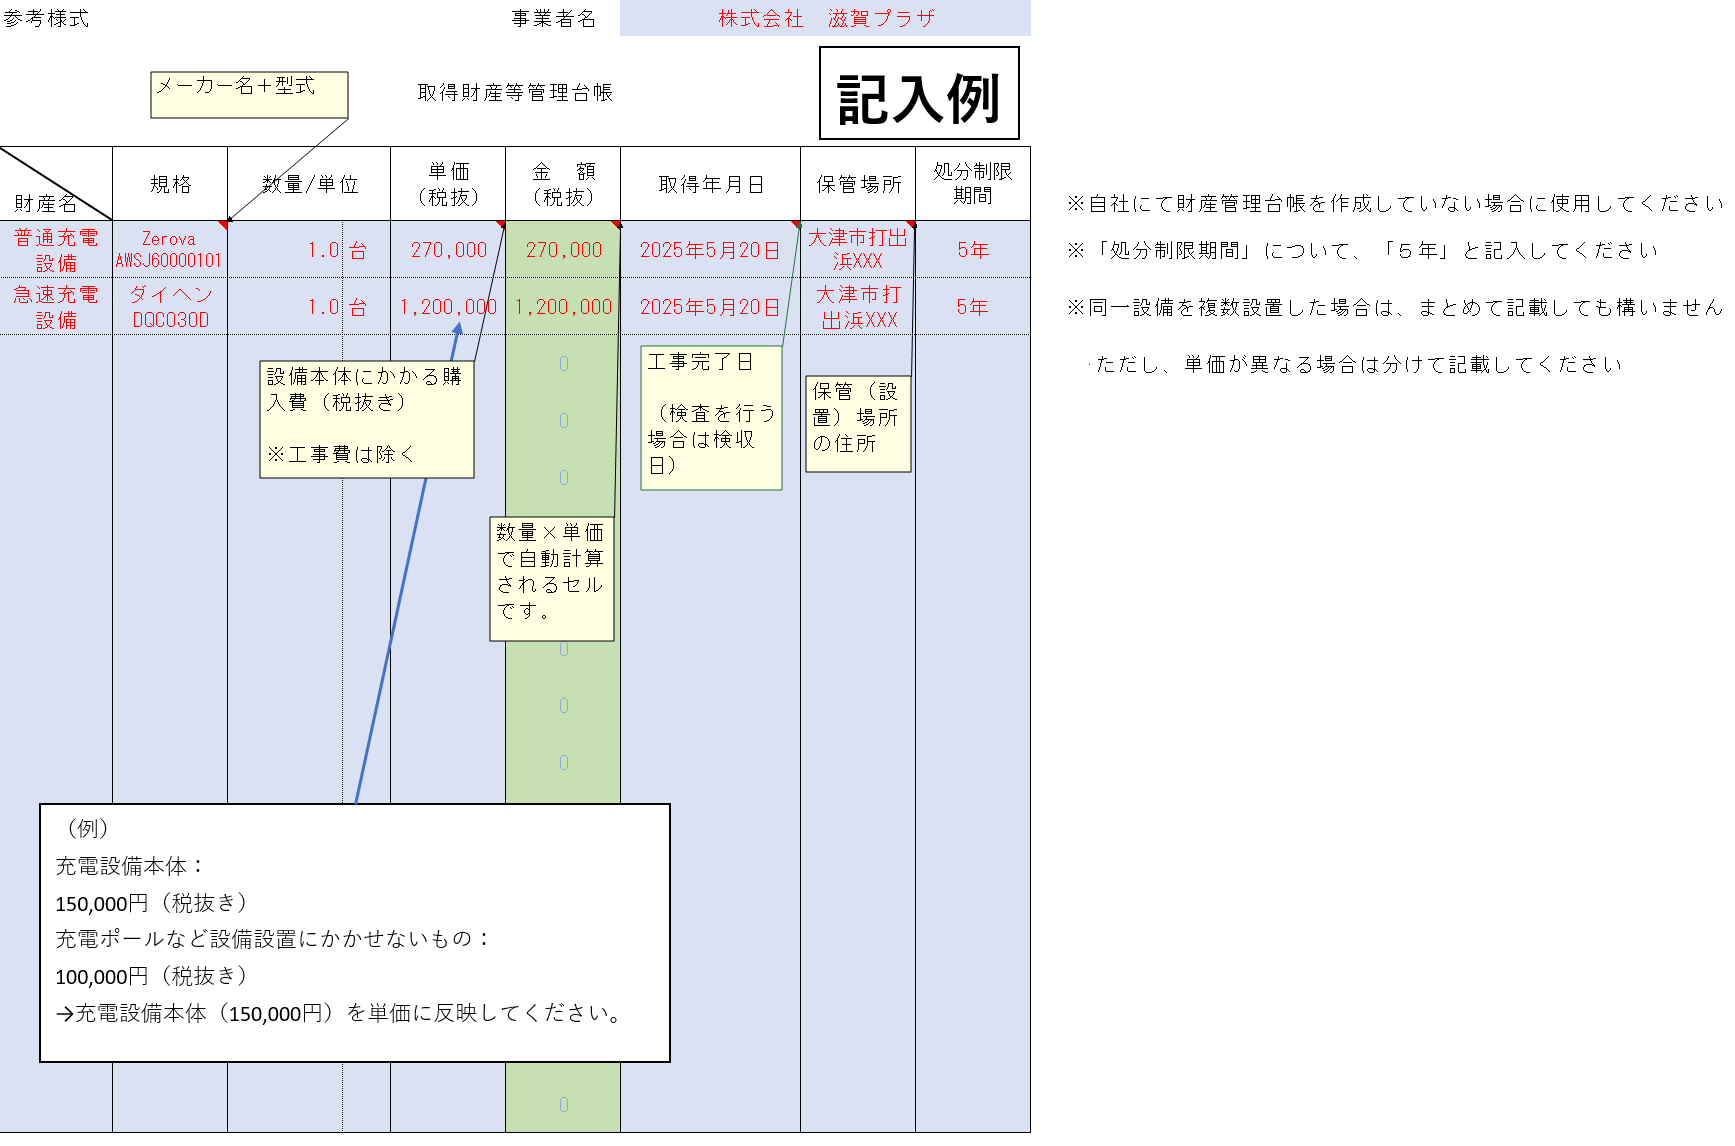 参考様式
事業者名
株式会社　滋賀プラザ
記入例
メーカー名＋型式
取得財産等管理台帳
財産名
規格
数量/単位
単価
(税抜)
金　額
(税抜)
取得年月日
保管場所
処分制限
期間
普通充電
設備
Zerova
AWSJ60000101
1.0 台
270,000
270,000
2025年5月20日
大津市打出
浜XXX
5年
急速充電
設備
ダイヘン
DQC030D
1.0 台
1,200,000
1,200,000
2025年5月20日
大津市打
出浜XXX
5年
※自社にて財産管理台帳を作成していない場合に使用してください
※「処分制限期間」について、「５年」と記入してください
※同一設備を複数設置した場合は、まとめて記載しても構いません
・ただし、単価が異なる場合は分けて記載してください
設備本体にかかる購
入費（税抜き）
※工事費は除く
0
0
0
工事完了日
（検査を行う
場合は検収
日）
保管（設
置）場所
の住所
数量×単価
で自動計算
されるセル
です。
0
0
0
（例）
充電設備本体：
150,000円（税抜き）
充電ポールなど設備設置にかかせないもの：
100,000円（税抜き）
→充電設備本体（150,000円）を単価に反映してください。
0